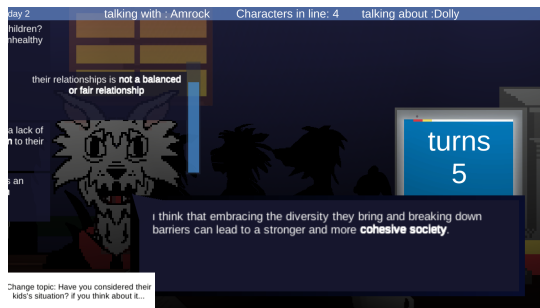 day 2
talking with : Amrock
Characters in line: 4
talking about :Dolly
hildren?
nhealthy
their relationships is not a balanced
or fair relationship
a lack of
n to their
s an
turns
5
I think that embracing the diversity they bring and breaking down
barriers can lead to a stronger and more cohesive society.
Change topic: Have you considered their
kids's situation? if you think about it...